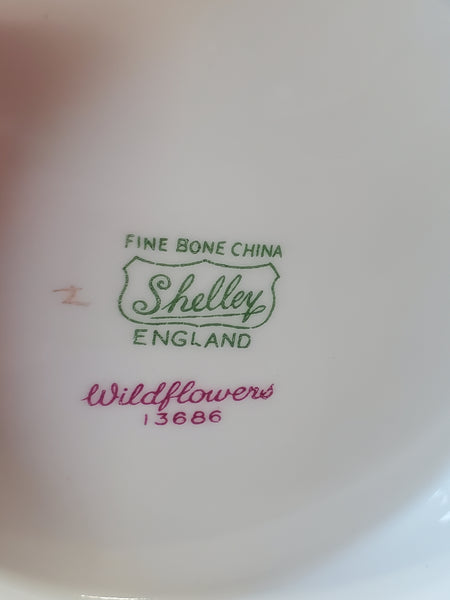 FINE BONE CHINA
Shelley
ENGLAND
Wildflowers
13686